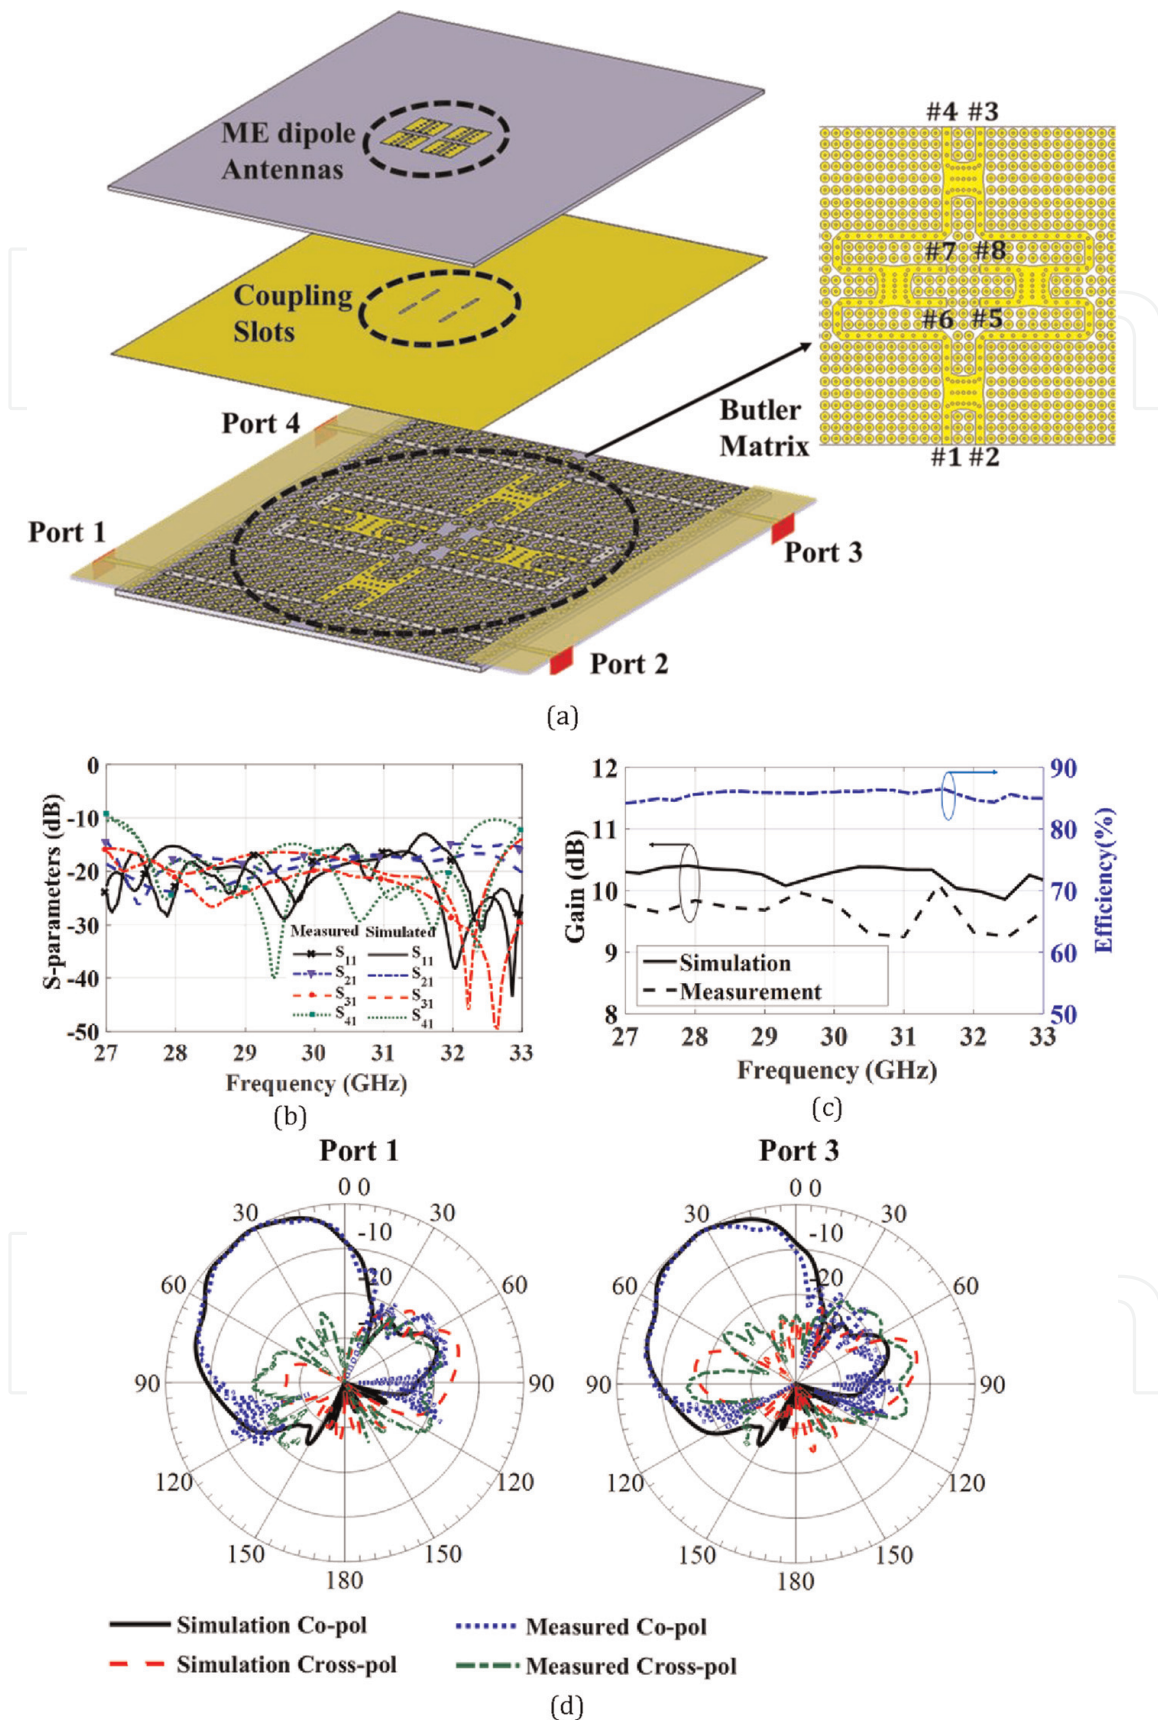 ME dipole
Antennas
#4 #3
#7 #8
#6 #5
#1 #2
Coupling
Slots
Port 4
Butler
Matrix
Port 1
Port 3
Port 2
(a)
S-parameters (dB)
0
-10
-20
-30
-40
-50
Measured Simulated
S11 S11
S21 S21
S31 S31
S41 S41
27 28 29 30 31 32 33
Frequency (GHz)
(b)
Gain (dB)
12
11
10
9
8
Efficiency(%)
90
80
70
60
50
Simulation
Measurement
27 28 29 30 31 32 33
Frequency (GHz)
(c)
Port 1
0 0
30 -10 30
60 -20 60
90 90
120 120
150 150
180
Port 3
0 0
30 -10 30
60 -20 60
90 90
120 120
150 150
180
Simulation Co-pol
Measured Co-pol
Simulation Cross-pol
Measured Cross-pol
(d)